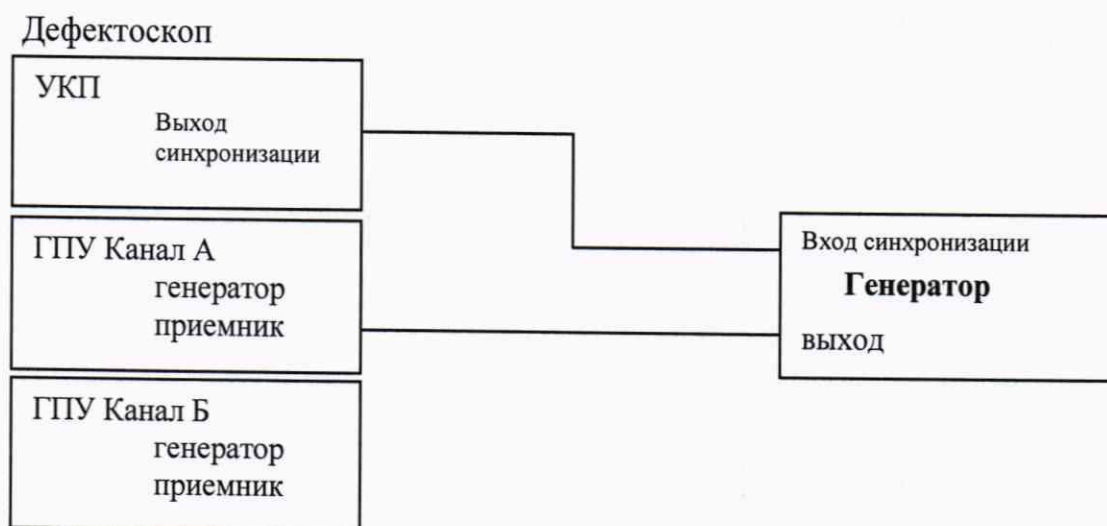 Дефектоскоп
УКП
Выход
синхронизации
ГПУ Канал А
генератор
приемник
ГПУ Канал Б
генератор
приемник
Вход синхронизации
Генератор
выход